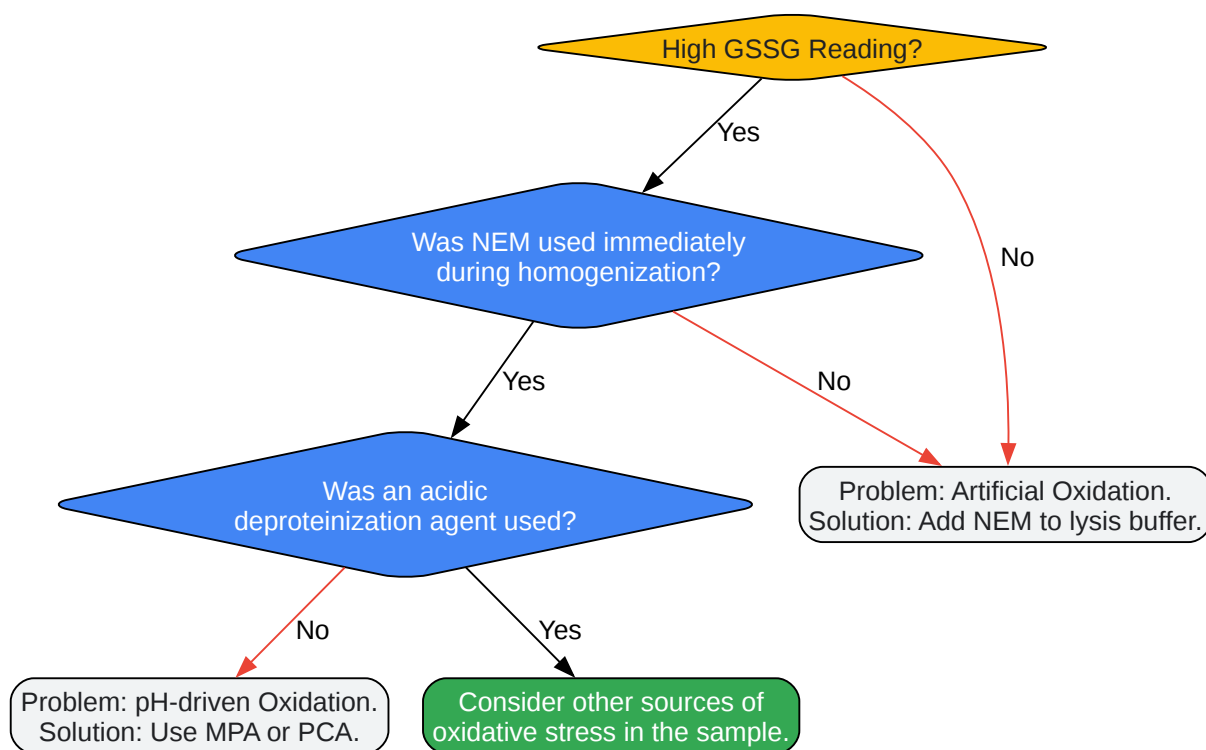 High GSSG Reading?
Yes
Was NEM used immediately
during homogenization?
No
Yes
No
Was an acidic
deproteinization agent used?
Problem: Artificial Oxidation.
Solution: Add NEM to lysis buffer.
No
Yes
Problem: pH-driven Oxidation.
Solution: Use MPA or PCA.
Consider other sources of
oxidative stress in the sample.